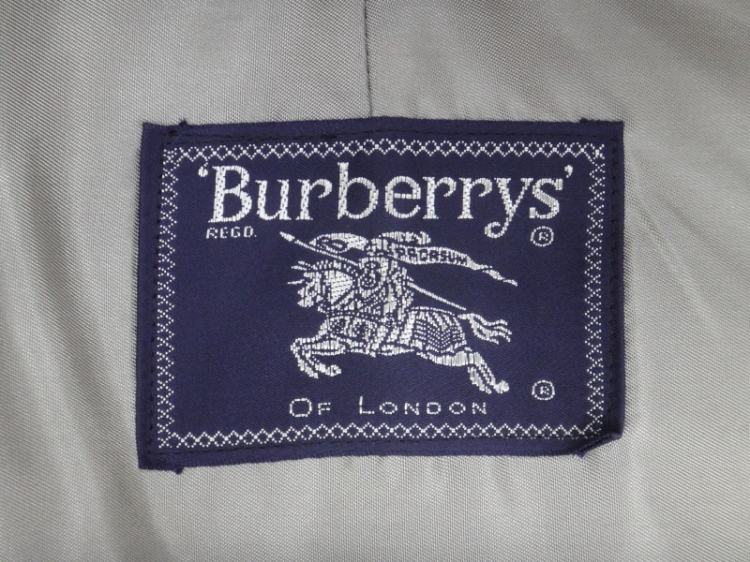 'Burberrys'
REGD. ®
PRORSUM
®
OF LONDON